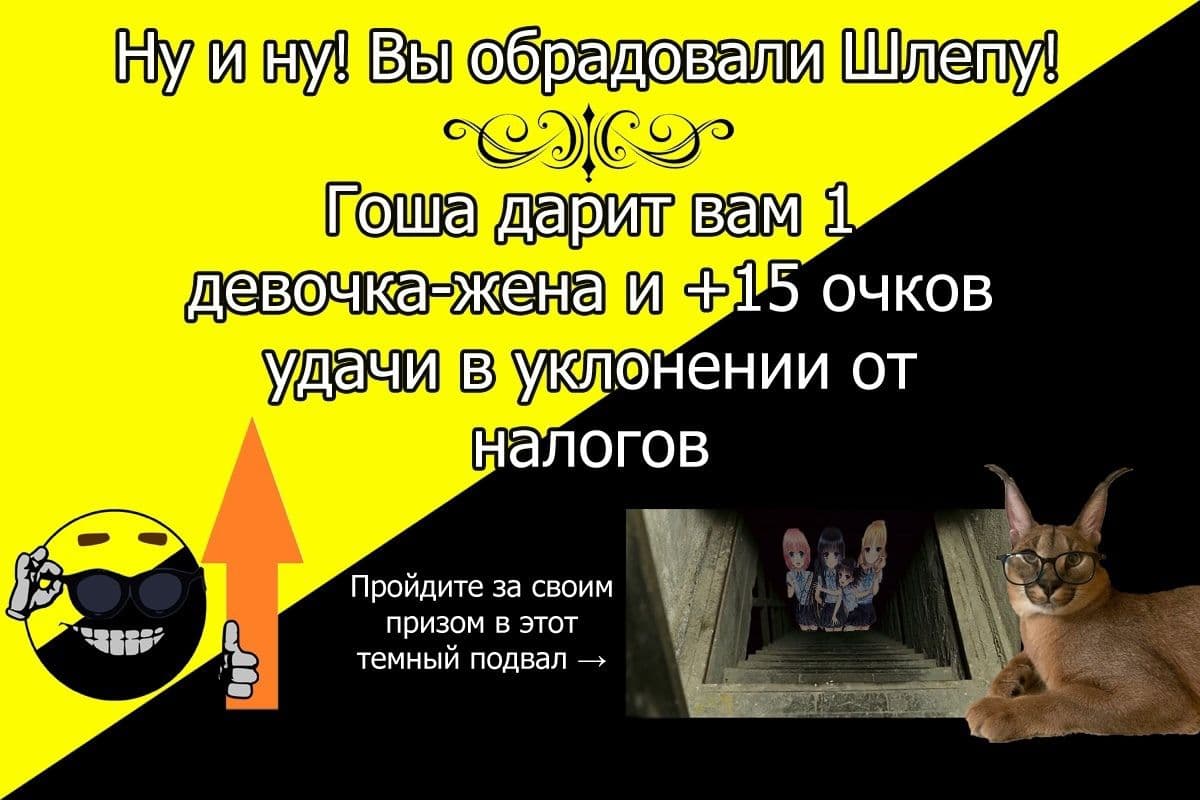 Ну и ну! Вы обрадовали Шлепу!
Гоша дарит вам 1
девочка-жена и +15 очков
удачи в уклонении от
налогов
Пройдите за своим
призом в этот
темный подвал →